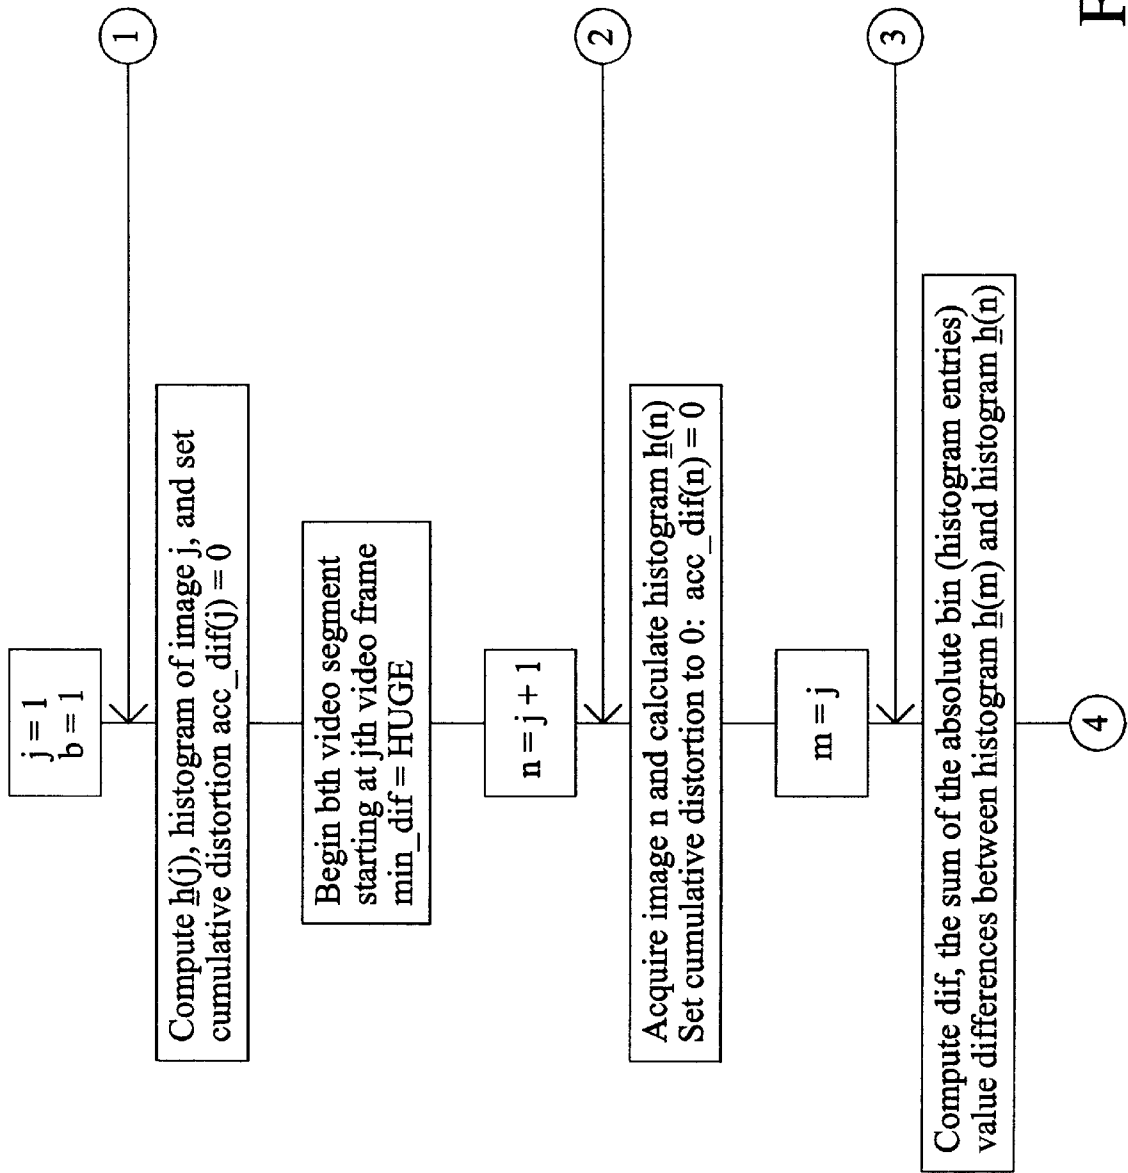 j = 1
b = 1
1
Compute h(j), histogram of image j, and set
cumulative distortion acc_dif(j) = 0
Begin bth video segment
starting at jth video frame
min_dif = HUGE
n = j + 1
2
Acquire image n and calculate histogram h(n)
Set cumulative distortion to 0:  acc_dif(n) = 0
m = j
3
Compute dif, the sum of the absolute bin (histogram entries)
value differences between histogram h(m) and histogram h(n)
4
F